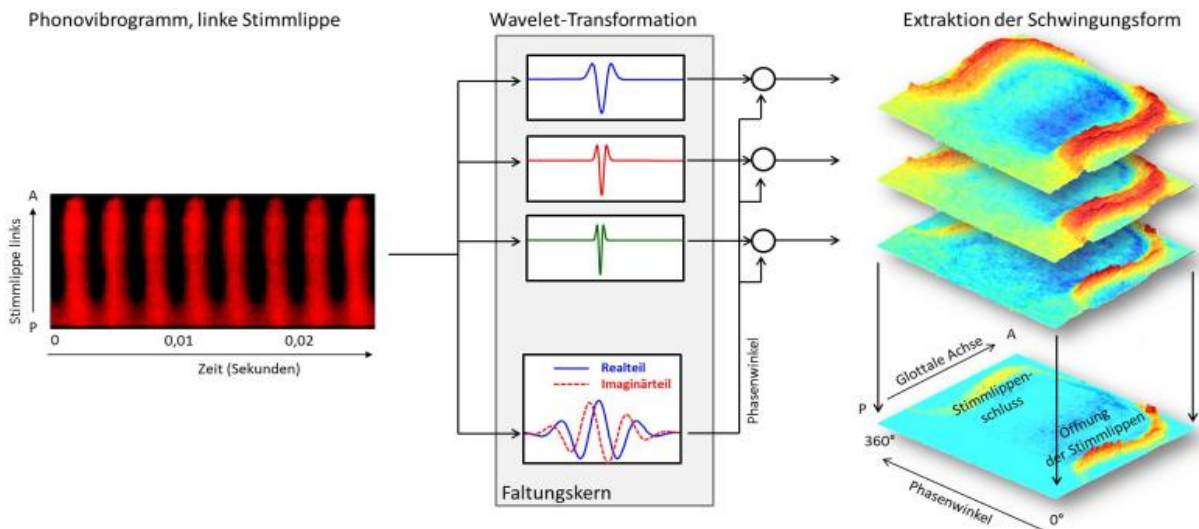 Phonovibrogramm, linke Stimmlippe
Wavelet-Transformation
Extraktion der Schwingungsform
A
Stimmlippe links
P
0
0,01
0,02
Zeit (Sekunden)
Realteil
Imaginärteil
Faltungskern
Phasenwinkel
Glottale Achse
A
P
Stimmlippen-
schluss
Öffnung
der Stimmlippen
360°
Phasenwinkel
0°